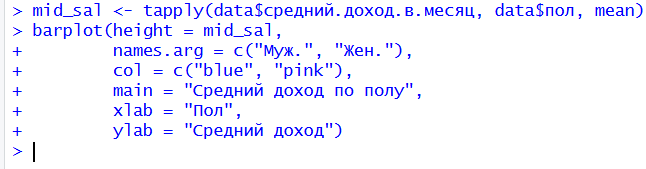 > mid_sal <- tapply(data$средний.доход.в.месяц, data$пол, mean)
> barplot(height = mid_sal,
+         names.arg = c("Муж.", "Жен."),
+         col = c("blue", "pink"),
+         main = "Средний доход по полу",
+         xlab = "Пол",
+         ylab = "Средний доход")
>